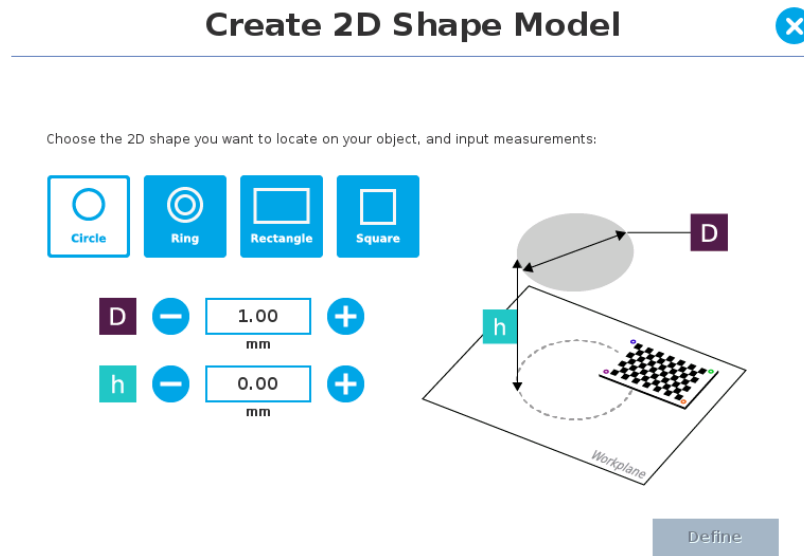 Create 2D Shape Model
Choose the 2D shape you want to locate on your object, and input measurements:
Circle
Ring
Rectangle
Square
D
1.00
mm
h
0.00
mm
D
h
Workplane
Define